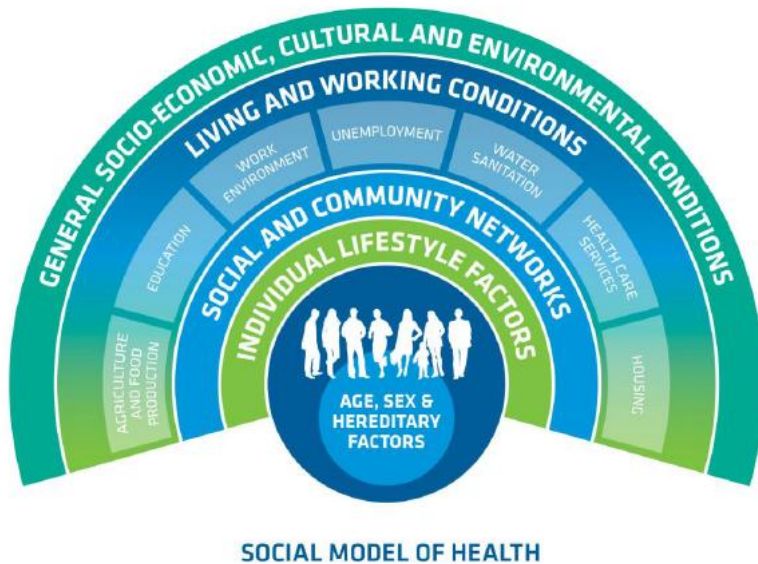 GENERAL SOCIO-ECONOMIC, CULTURAL AND ENVIRONMENTAL CONDITIONS
LIVING AND WORKING CONDITIONS
AGRICULTURE
AND FOOD
PRODUCTION
EDUCATION
WORK
ENVIRONMENT
UNEMPLOYMENT
WATER
SANITATION
HEALTH CARE
SERVICES
HOUSING
SOCIAL AND COMMUNITY NETWORKS
INDIVIDUAL LIFESTYLE FACTORS
AGE, SEX &
HEREDITARY
FACTORS
SOCIAL MODEL OF HEALTH